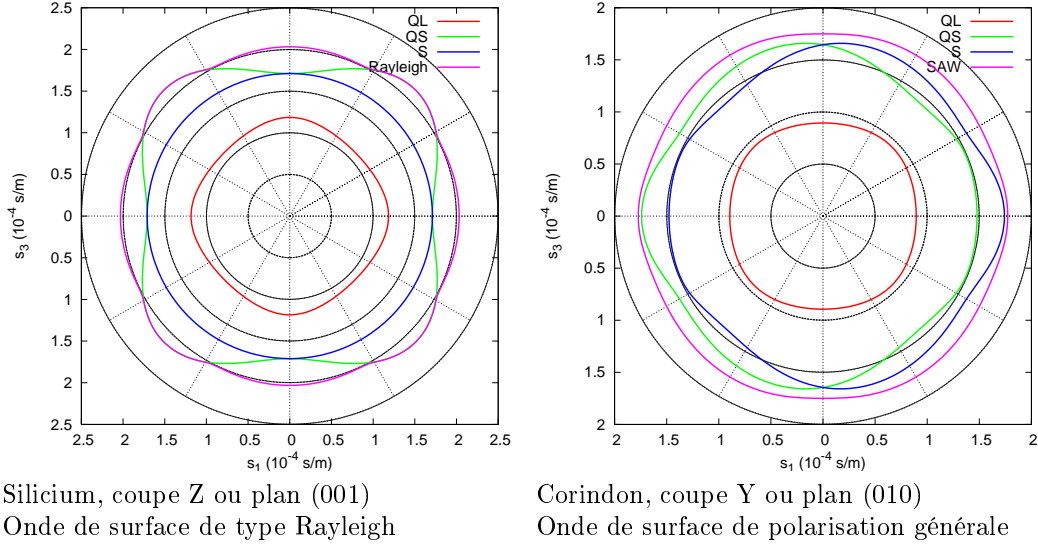 QL
QS
S
Rayleigh
2.5
2
1.5
1
0.5
0
0.5
1
1.5
2
2.5
s3 (10-4 s/m)
2.5 2 1.5 1 0.5 0 0.5 1 1.5 2 2.5
s1 (10-4 s/m)
Silicium, coupe Z ou plan (001)
Onde de surface de type Rayleigh
QL
QS
S
SAW
2
1.5
1
0.5
0
0.5
1
1.5
2
s3 (10-4 s/m)
2 1.5 1 0.5 0 0.5 1 1.5 2
s1 (10-4 s/m)
Corindon, coupe Y ou plan (010)
Onde de surface de polarisation générale